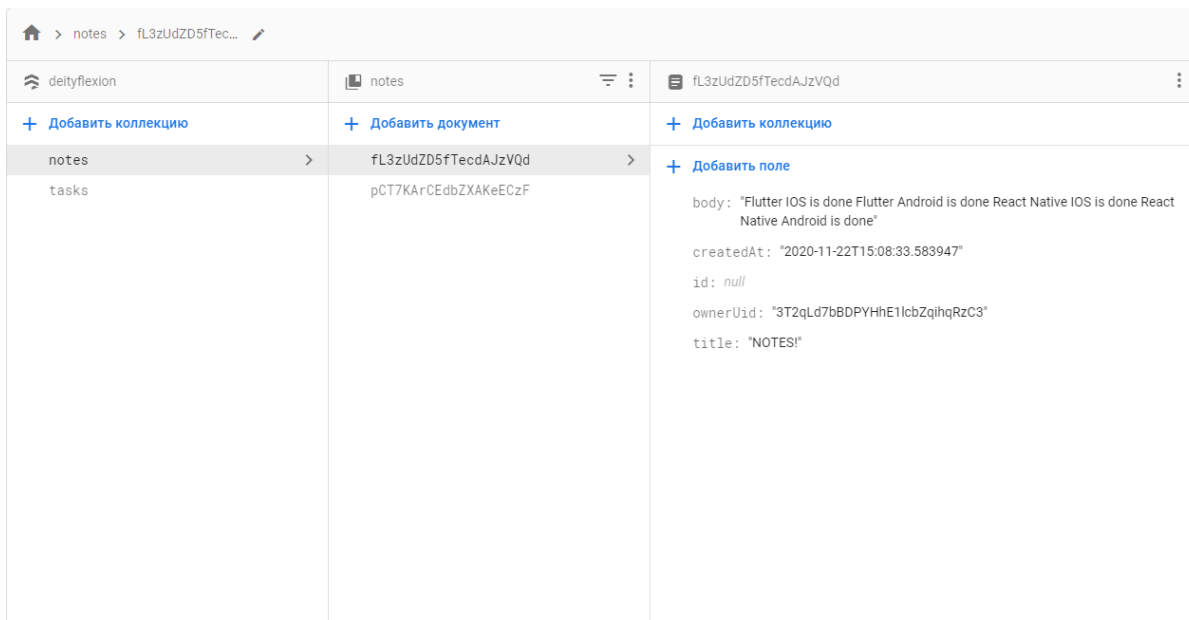 notes > fL3zUdZD5fTec...
deityflexion
notes
fL3zUdZD5fTecdAJzVQd
+ Добавить коллекцию
+ Добавить документ
+ Добавить коллекцию
notes
tasks
fL3zUdZD5fTecdAJzVQd
pCT7KArCEdbZXAKeECzF
+ Добавить поле
body: "Flutter IOS is done Flutter Android is done React Native IOS is done React
Native Android is done"
createdAt: "2020-11-22T15:08:33.583947"
id: null
ownerUid: "3T2qLd7bBDPYHhE1lcbZqihqRzC3"
title: "NOTES!"